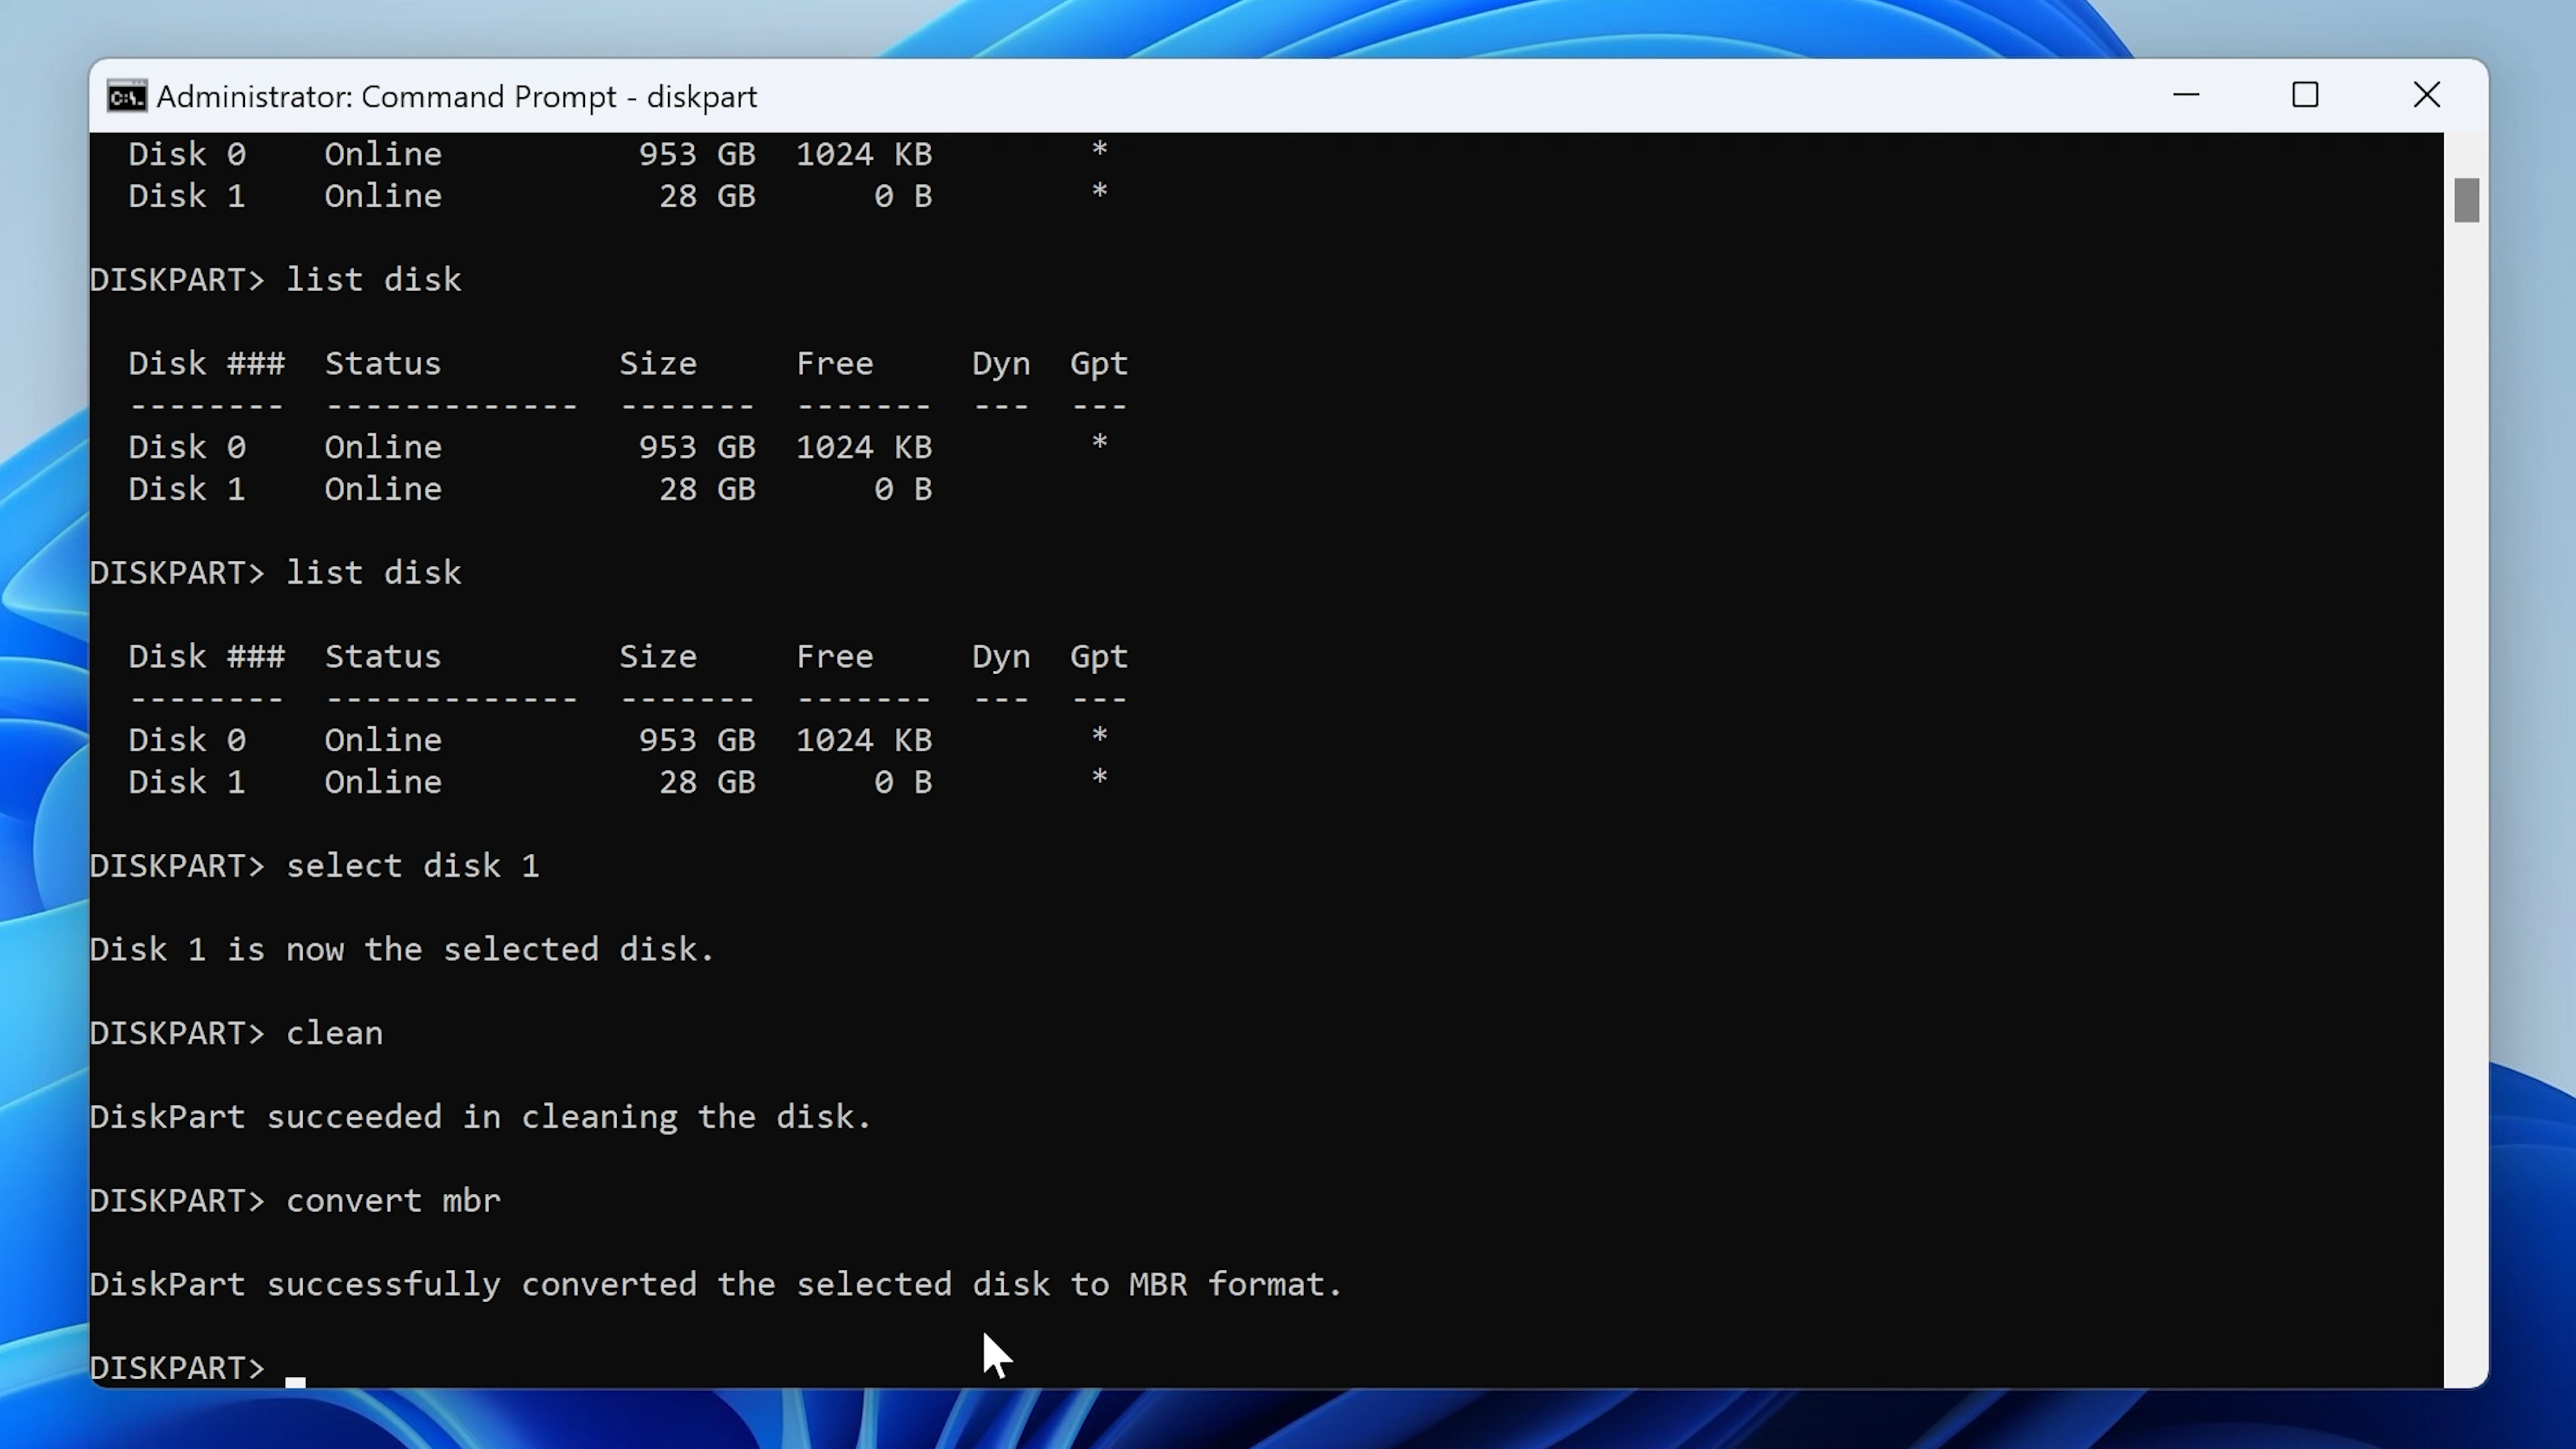 Administrator: Command Prompt - diskpart
Disk 0    Online          953 GB  1024 KB        *
Disk 1    Online           28 GB      0 B        *
DISKPART> list disk
Disk ###  Status         Size     Free     Dyn  Gpt
--------  -------------  -------  -------  ---  ---
Disk 0    Online          953 GB  1024 KB        *
Disk 1    Online           28 GB      0 B
DISKPART> list disk
Disk ###  Status         Size     Free     Dyn  Gpt
--------  -------------  -------  -------  ---  ---
Disk 0    Online          953 GB  1024 KB        *
Disk 1    Online           28 GB      0 B        *
DISKPART> select disk 1
Disk 1 is now the selected disk.
DISKPART> clean
DiskPart succeeded in cleaning the disk.
DISKPART> convert mbr
DiskPart successfully converted the selected disk to MBR format.
DISKPART>